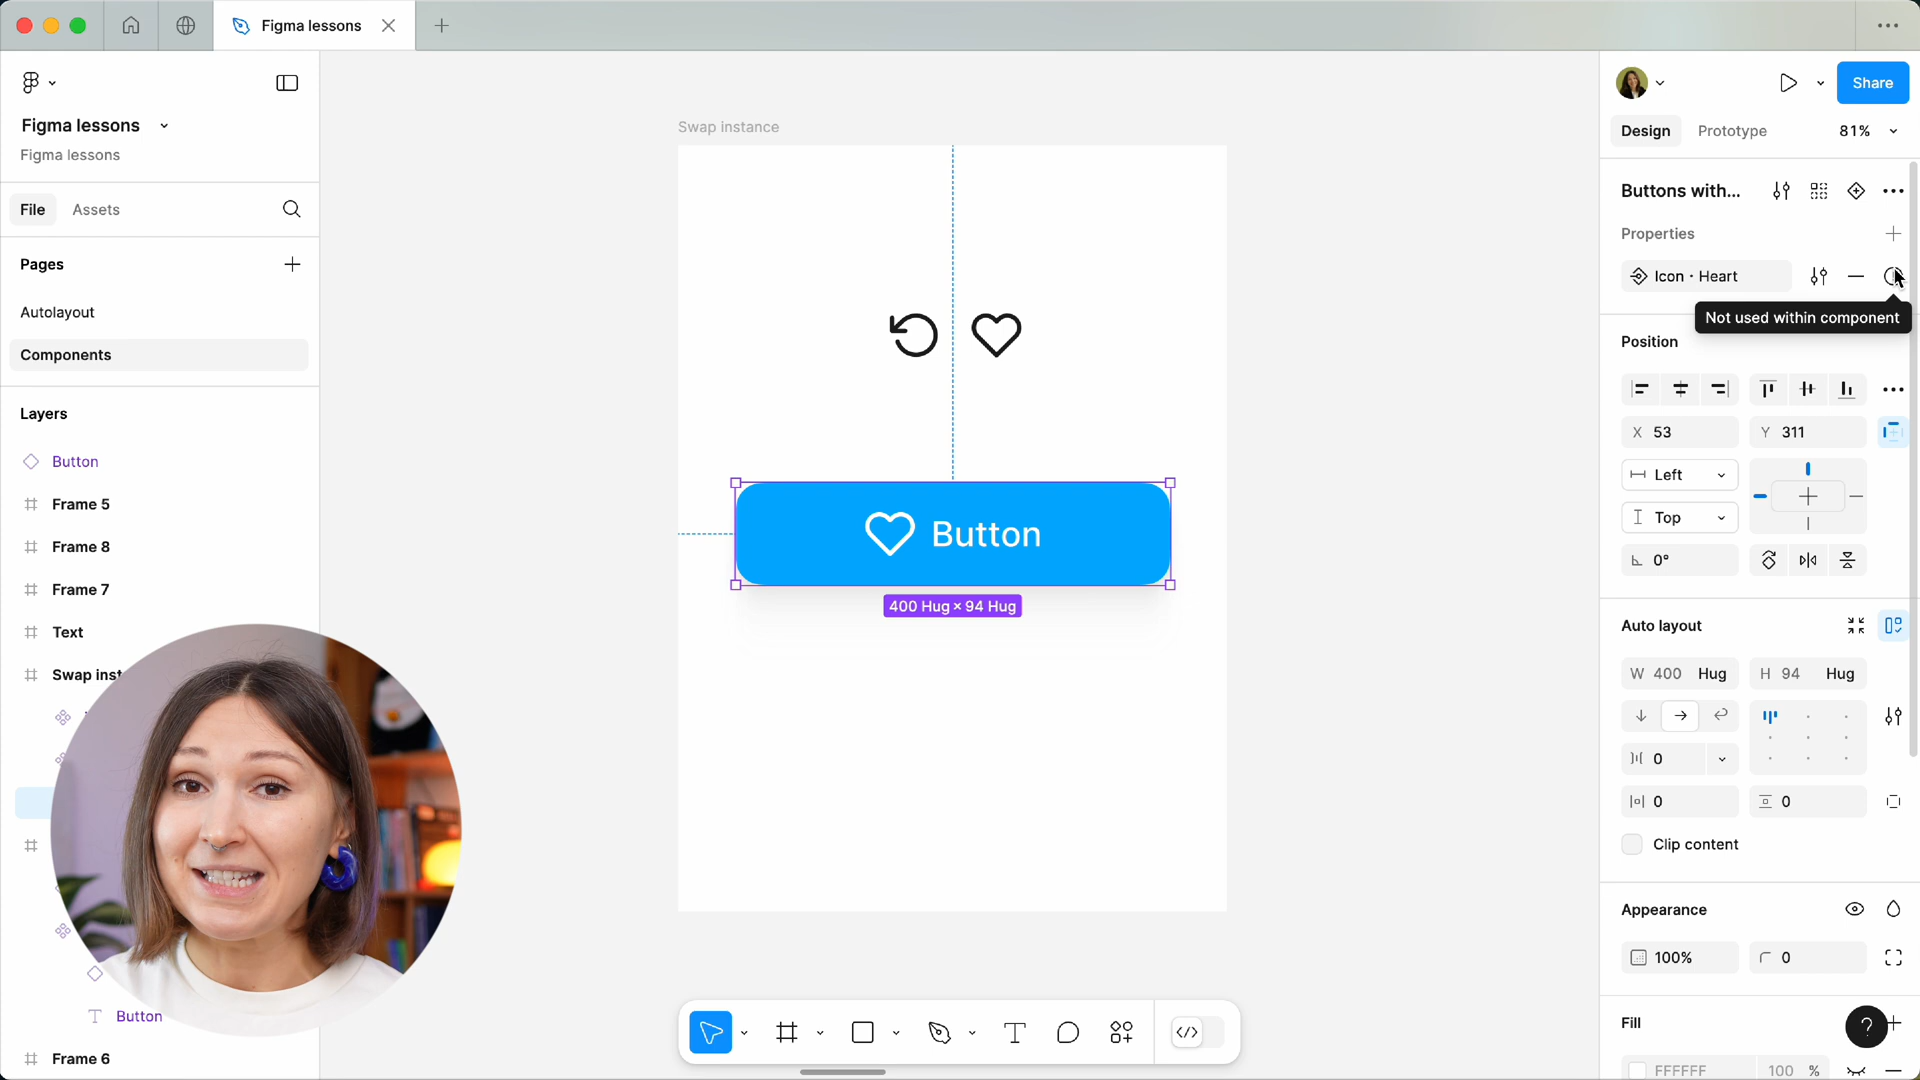 Figma lessons
Figma lessons
Figma lessons
File
Assets
Pages
Autolayout
Components
Layers
Button
Frame 5
Frame 8
Frame 7
Text
Swap inst
Button
Frame 6
Swap instance
Button
400 Hug × 94 Hug
Share
Design
Prototype
81%
Buttons with...
Properties
Icon · Heart
Not used within component
Position
X 53
Y 311
Left
Top
0°
Auto layout
W 400 Hug
H 94 Hug
0
0
0
Clip content
Appearance
100%
0
Fill
?
FFFFFF
100 %